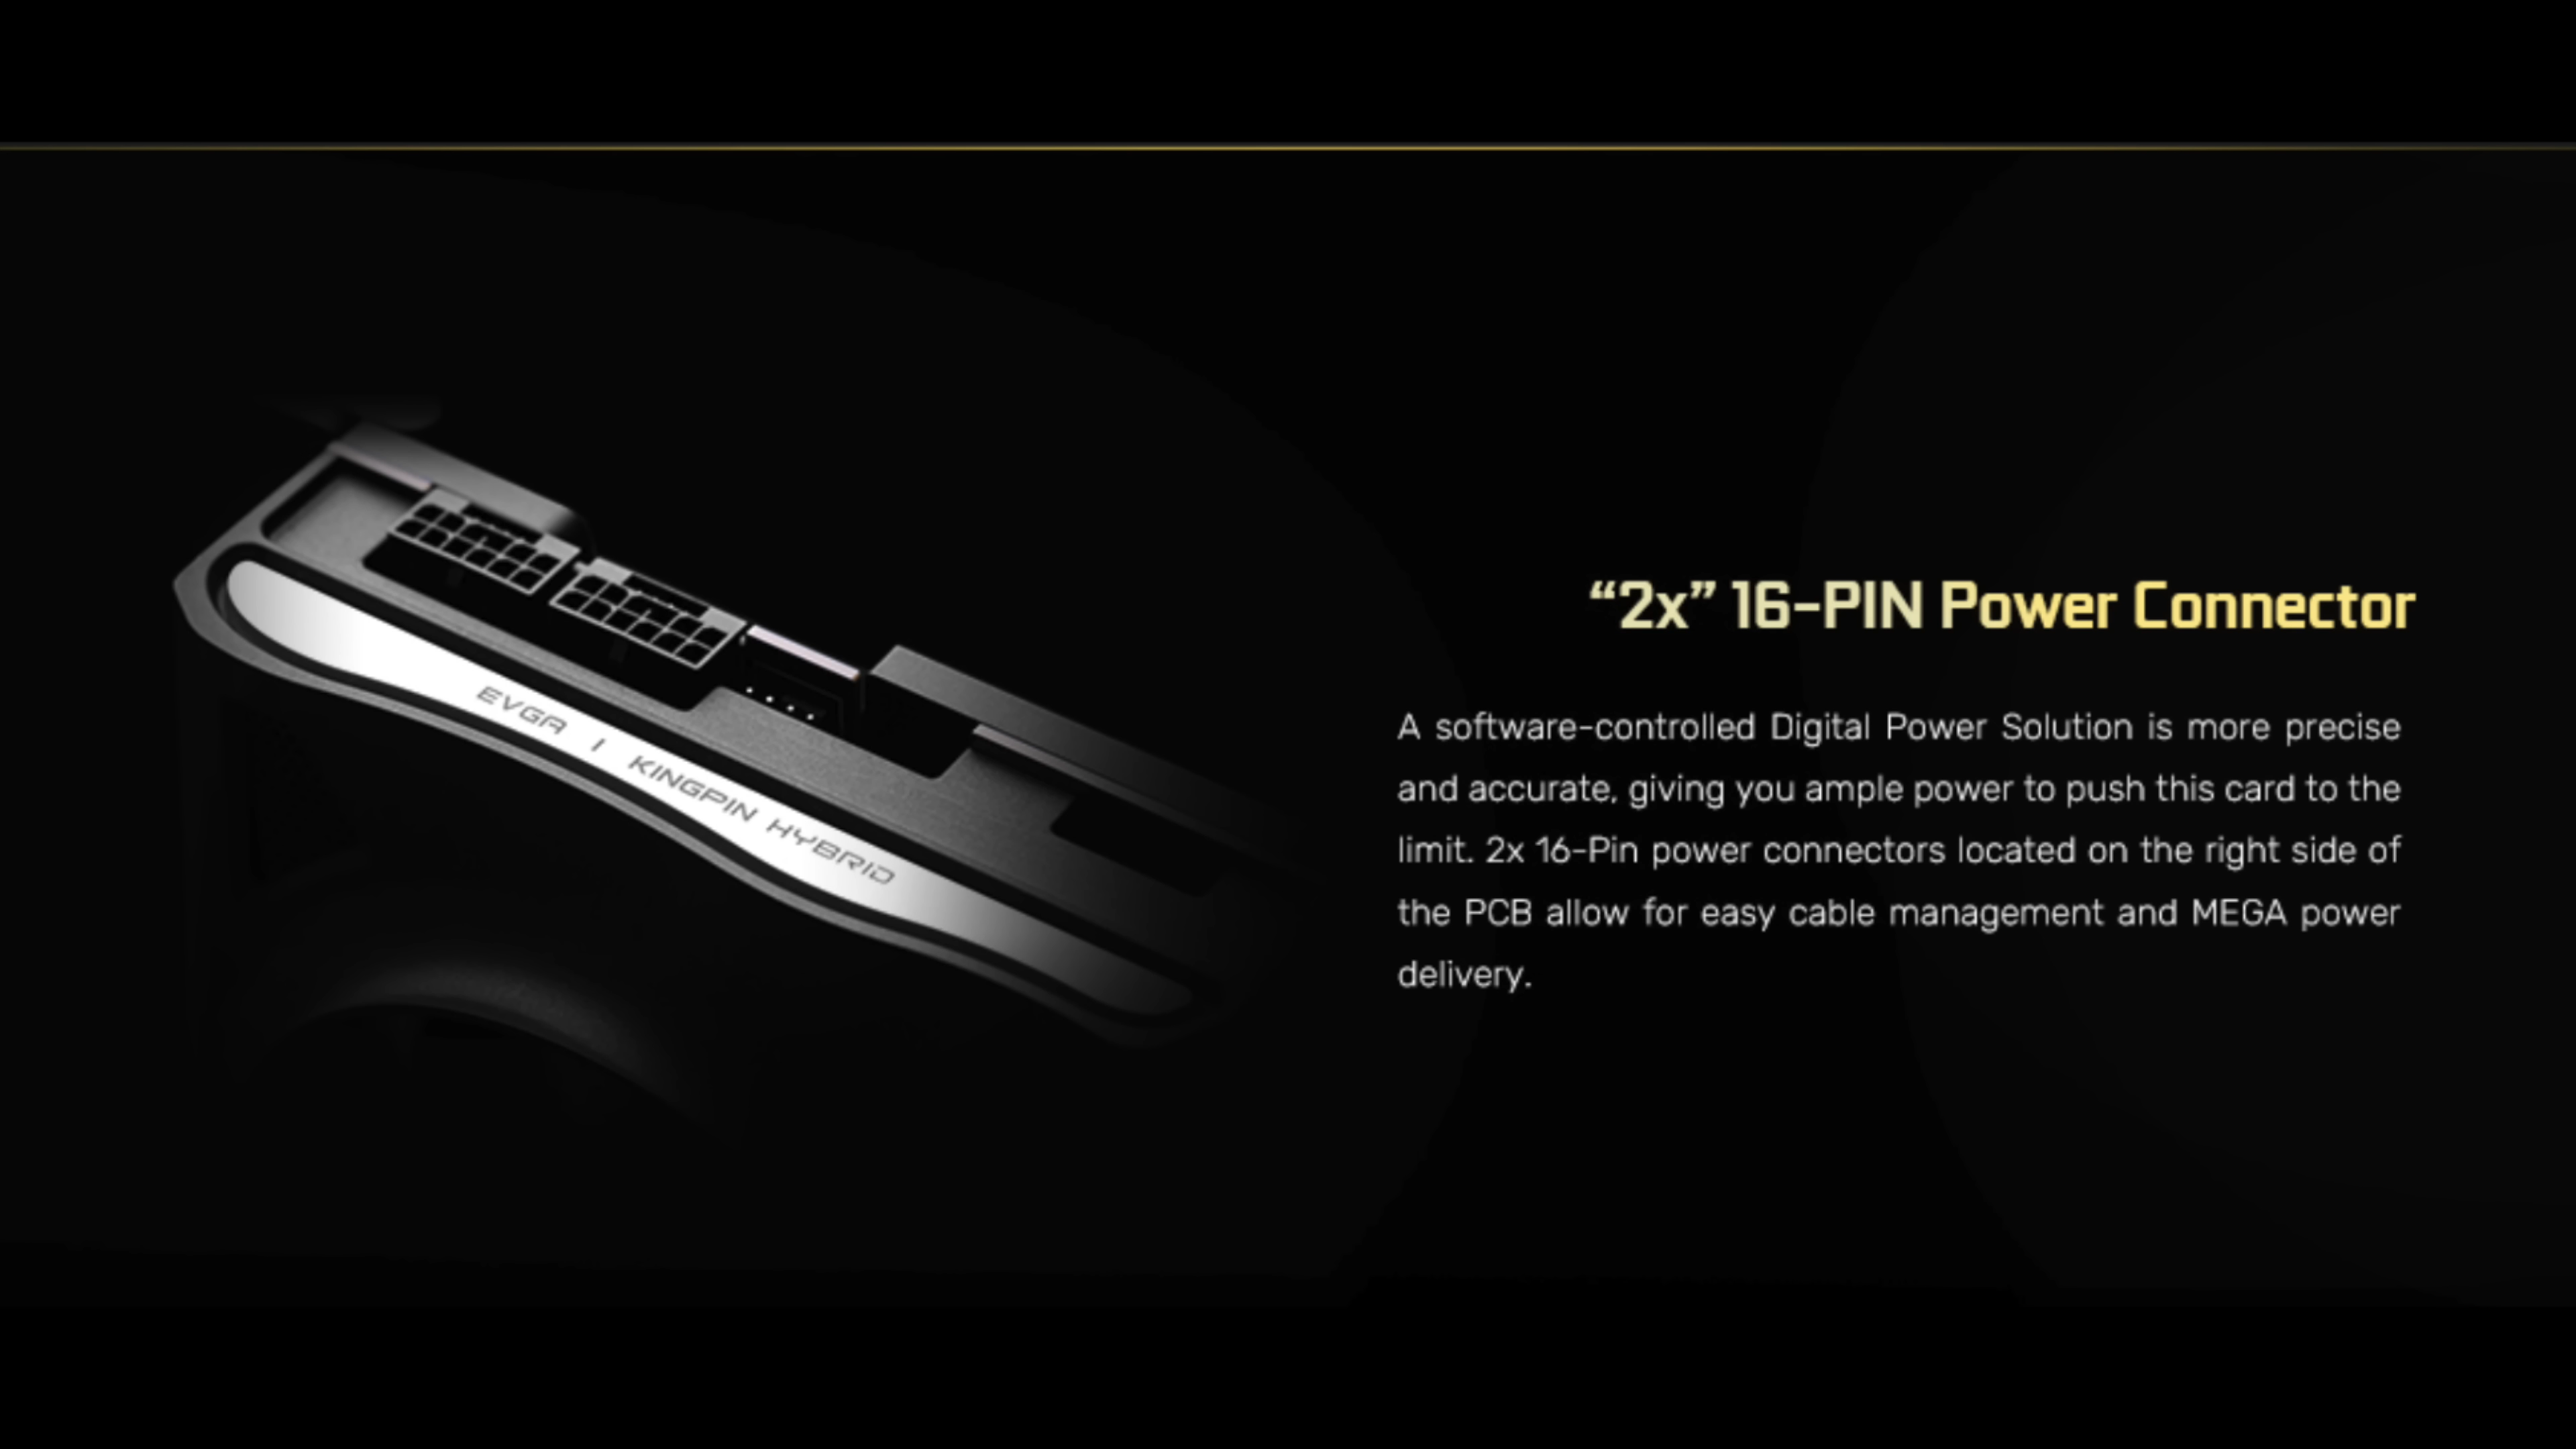 “2x” 16-PIN Power Connector
EVGA | KINGPIN HYBRID
A software-controlled Digital Power Solution is more precise
and accurate, giving you ample power to push this card to the
limit. 2x 16-Pin power connectors located on the right side of
the PCB allow for easy cable management and MEGA power
delivery.